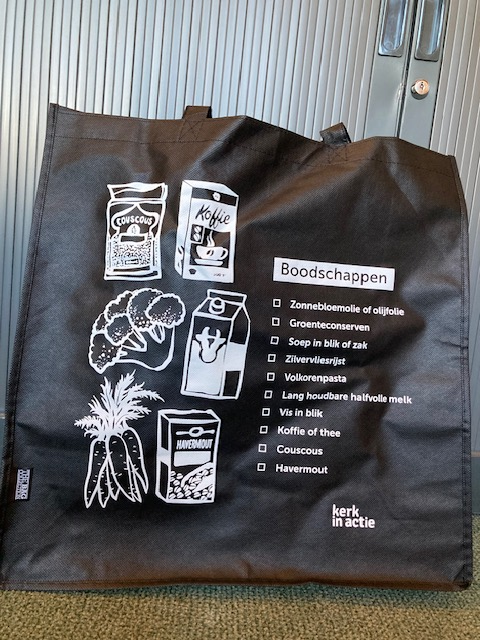 COUSCOUS
Koffie
HAVERMOUT
Boodschappen
Zonnebloemolie of olijfolie
Groenteconserven
Soep in blik of zak
Zilvervliesrijst
Volkorenpasta
Lang houdbare halfvolle melk
Vis in blik
Koffie of thee
Couscous
Havermout
kerk
in actie